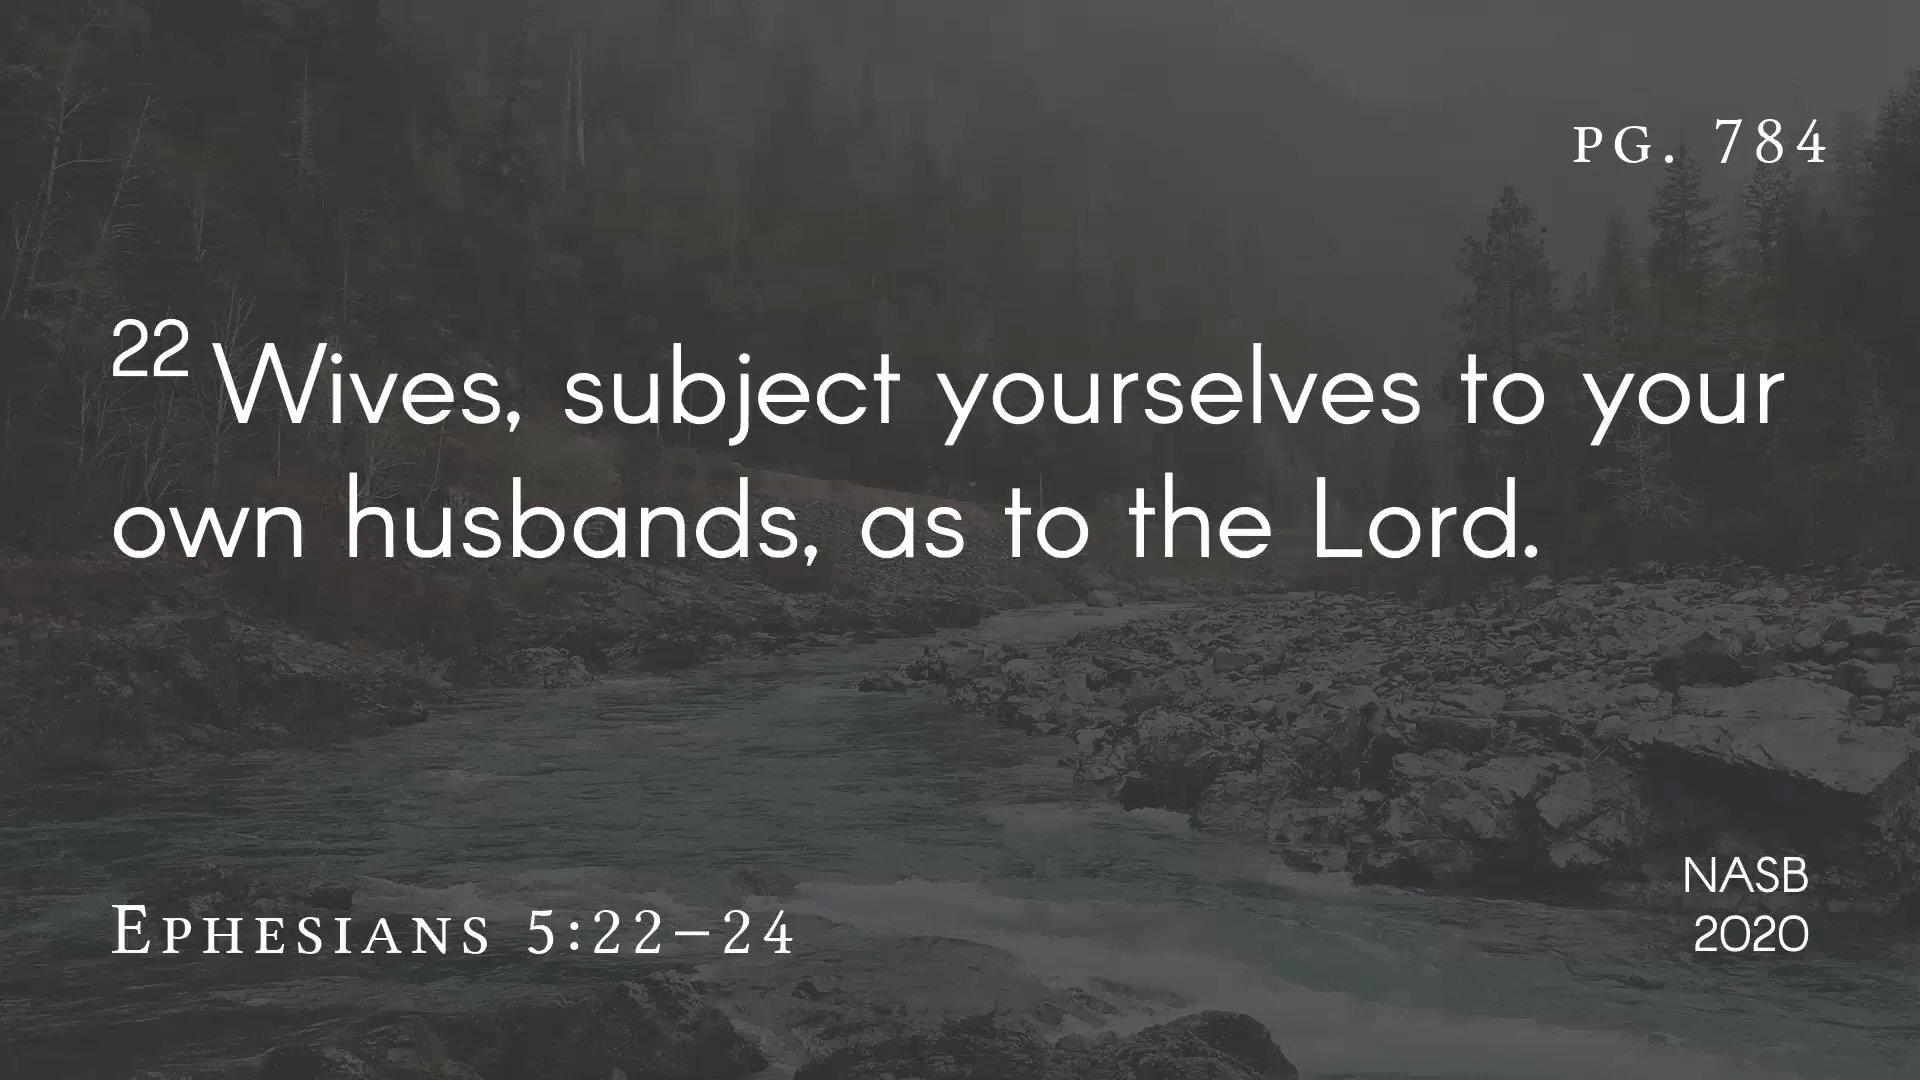 PG. 784
22 Wives, subject yourselves to your
own husbands, as to the Lord.
EPHESIANS 5:22–24
NASB
2020